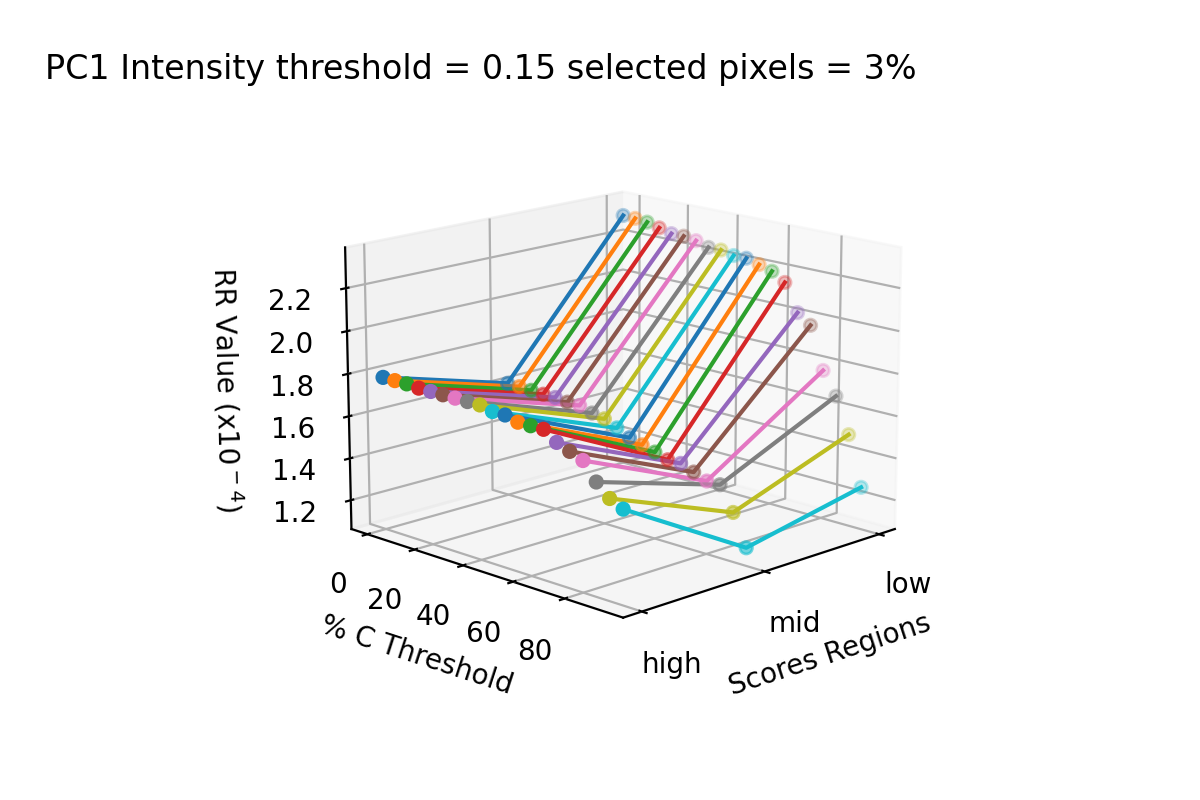 PC1 Intensity threshold = 0.15 selected pixels = 3%
RR Value (x10⁻⁴)
2.2
2.0
1.8
1.6
1.4
1.2
0
20
40
60
80
% C Threshold
high
mid
low
Scores Regions